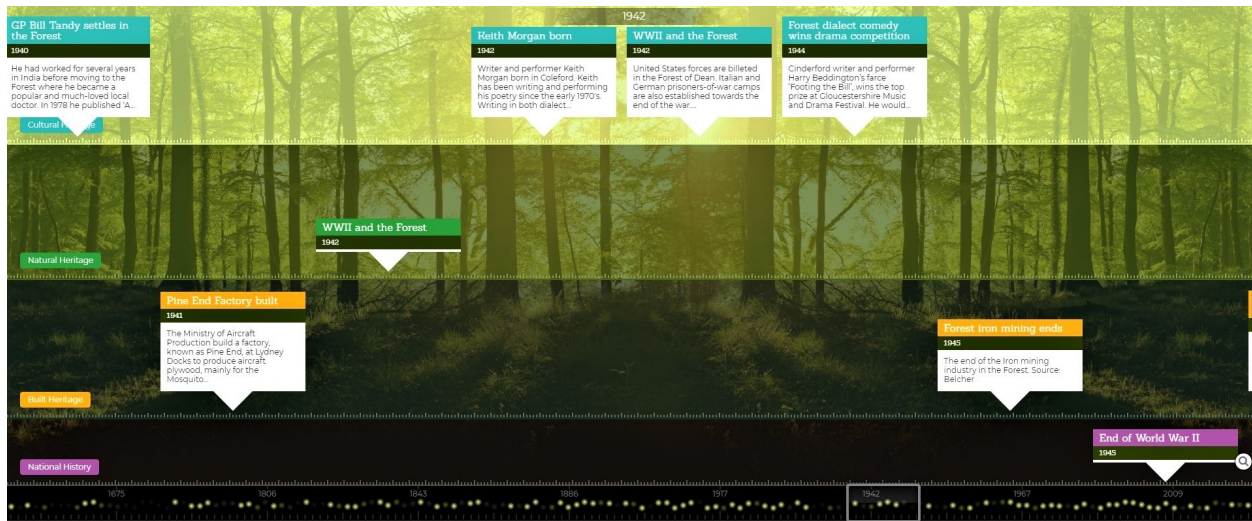 1942
GP Bill Tandy settles in
the Forest
1940
He had worked for several years
in India before moving to the
Forest where he became a
popular and much-loved local
doctor. In 1978 he published 'A...
Keith Morgan born
1942
Writer and performer Keith
Morgan born in Coleford. Keith
has been writing and performing
his poetry since the early 1970's.
Writing in both dialect...
WWII and the Forest
1942
United States forces are billeted
in the Forest of Dean. Italian and
German prisoners-of-war camps
are also established towards the
end of the war....
Forest dialect comedy
wins drama competition
1944
Cinderford writer and performer
Harry Beddington's farce
'Footing the Bill', wins the top
prize at Gloucestershire Music
and Drama Festival. He would...
Cultural
WWII and the Forest
1942
Natural Heritage
Pine End Factory built
1941
The Ministry of Aircraft
Production build a factory,
known as Pine End, at Lydney
Docks to produce aircraft
plywood, mainly for the
Mosquito...
Forest iron mining ends
1945
The end of the Iron mining
industry in the Forest. Source:
Belcher
Built Heritage
End of World War II
1945
National History
1675 1806 1843 1886 1917 1942 1967 2009